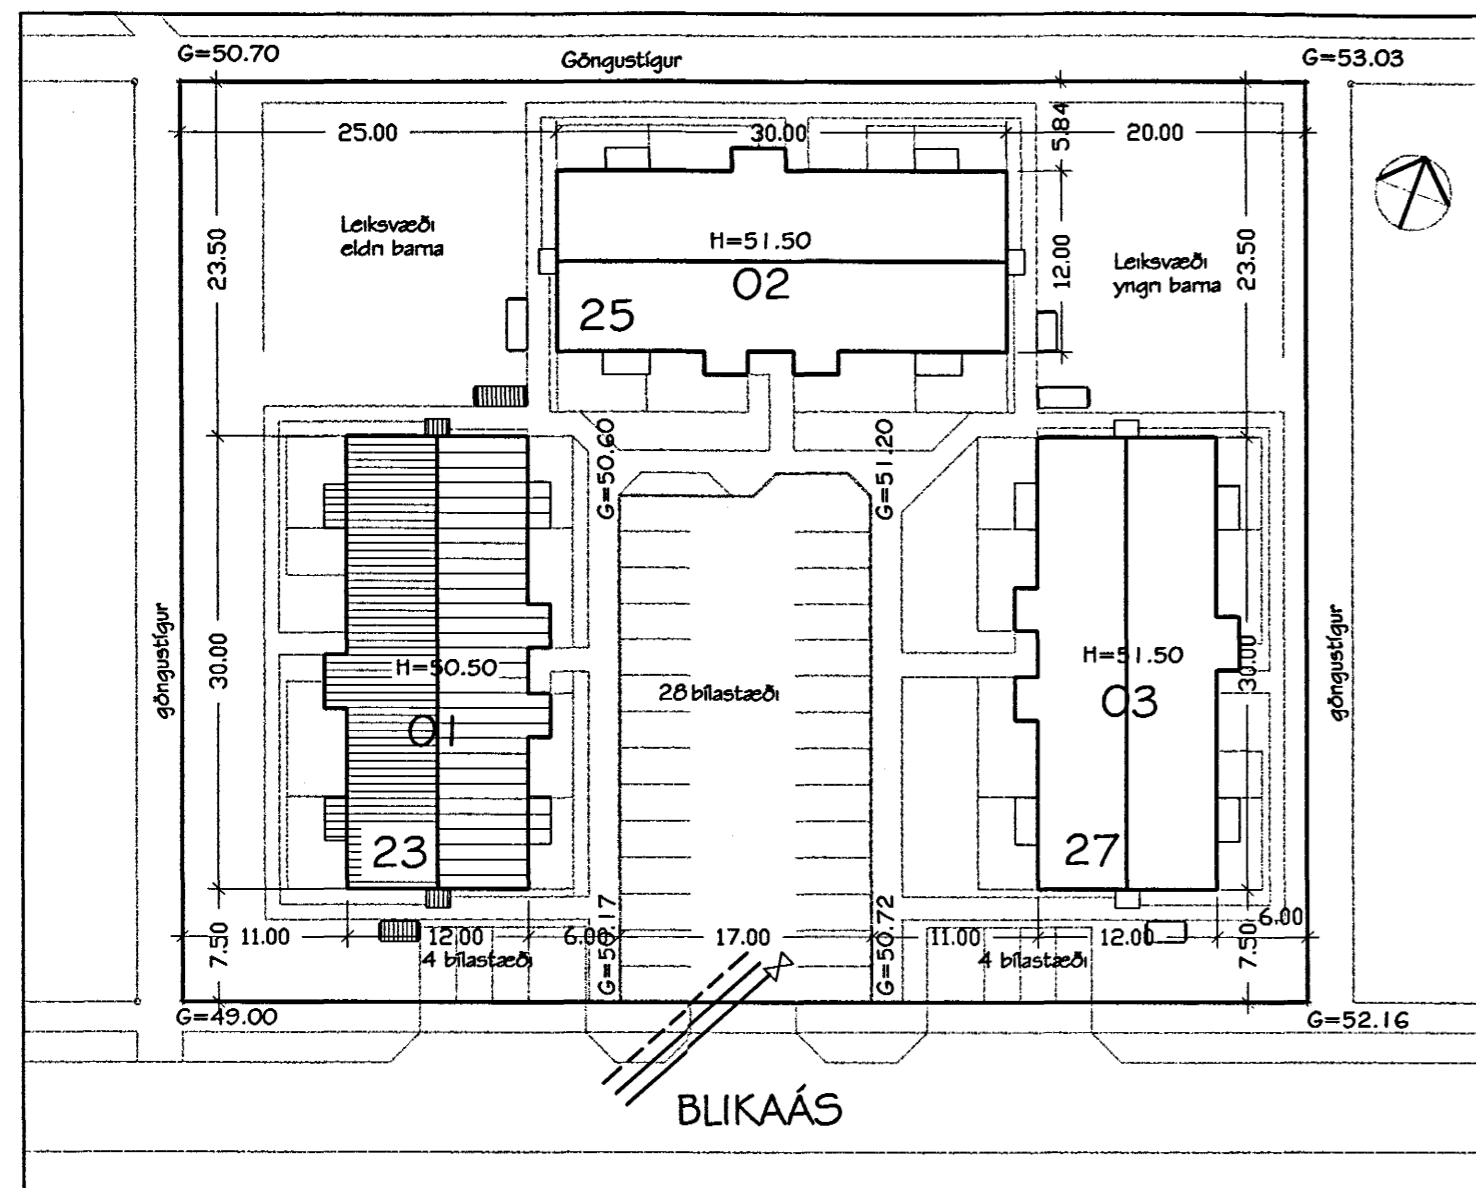 G=50.70
Göngustígur
G=53.03
25.00
30.00
5.84
20.00
Leiksvæði
eldri barna
23.50
H=51.50
02
25
12.00
Leiksvæði
yngri barna
23.50
G=50.60
G=51.20
göngustígur
30.00
H=50.50
01
23
28 bílastæði
H=51.50
03
27
30.00
göngustígur
7.50
11.00
12.00
6.00
G=50.17
17.00
G=50.72
11.00
12.00
7.50
6.00
4 bílastæði
4 bílastæði
G=49.00
G=52.16
BLIKAÁS